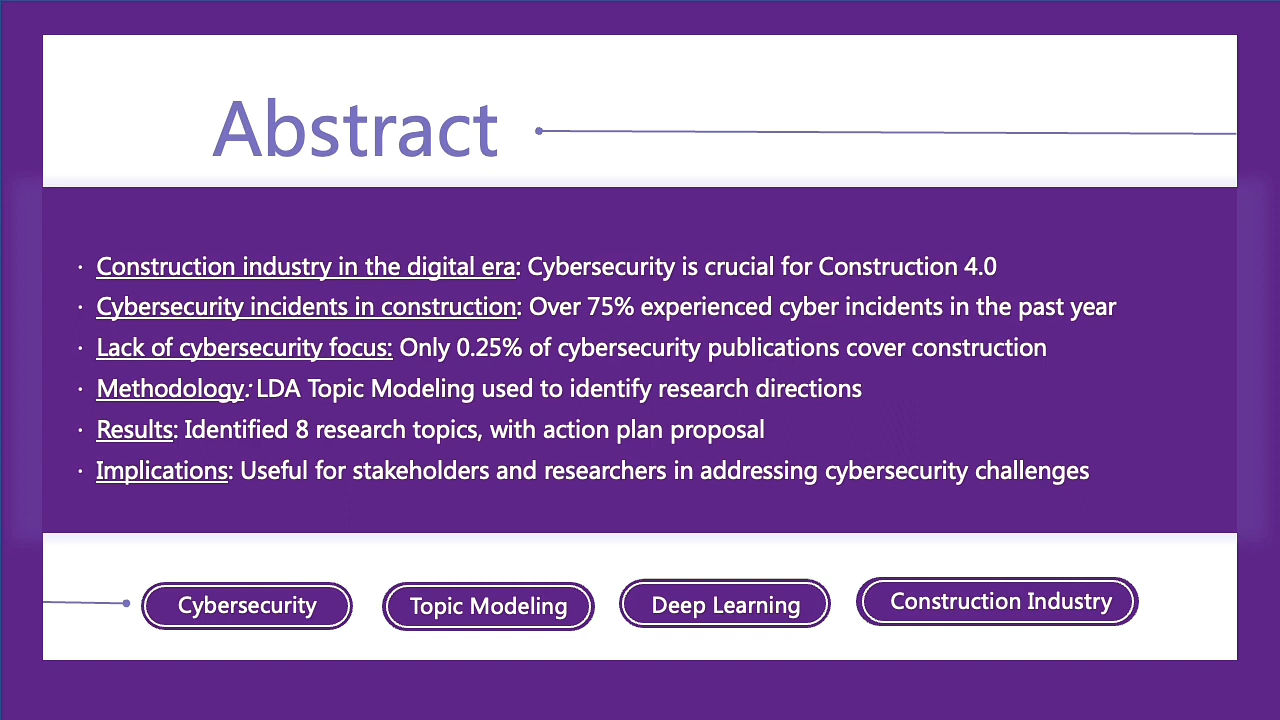 Abstract
· Construction industry in the digital era: Cybersecurity is crucial for Construction 4.0
· Cybersecurity incidents in construction: Over 75% experienced cyber incidents in the past year
· Lack of cybersecurity focus: Only 0.25% of cybersecurity publications cover construction
· Methodology: LDA Topic Modeling used to identify research directions
· Results: Identified 8 research topics, with action plan proposal
· Implications: Useful for stakeholders and researchers in addressing cybersecurity challenges
Cybersecurity
Topic Modeling
Deep Learning
Construction Industry